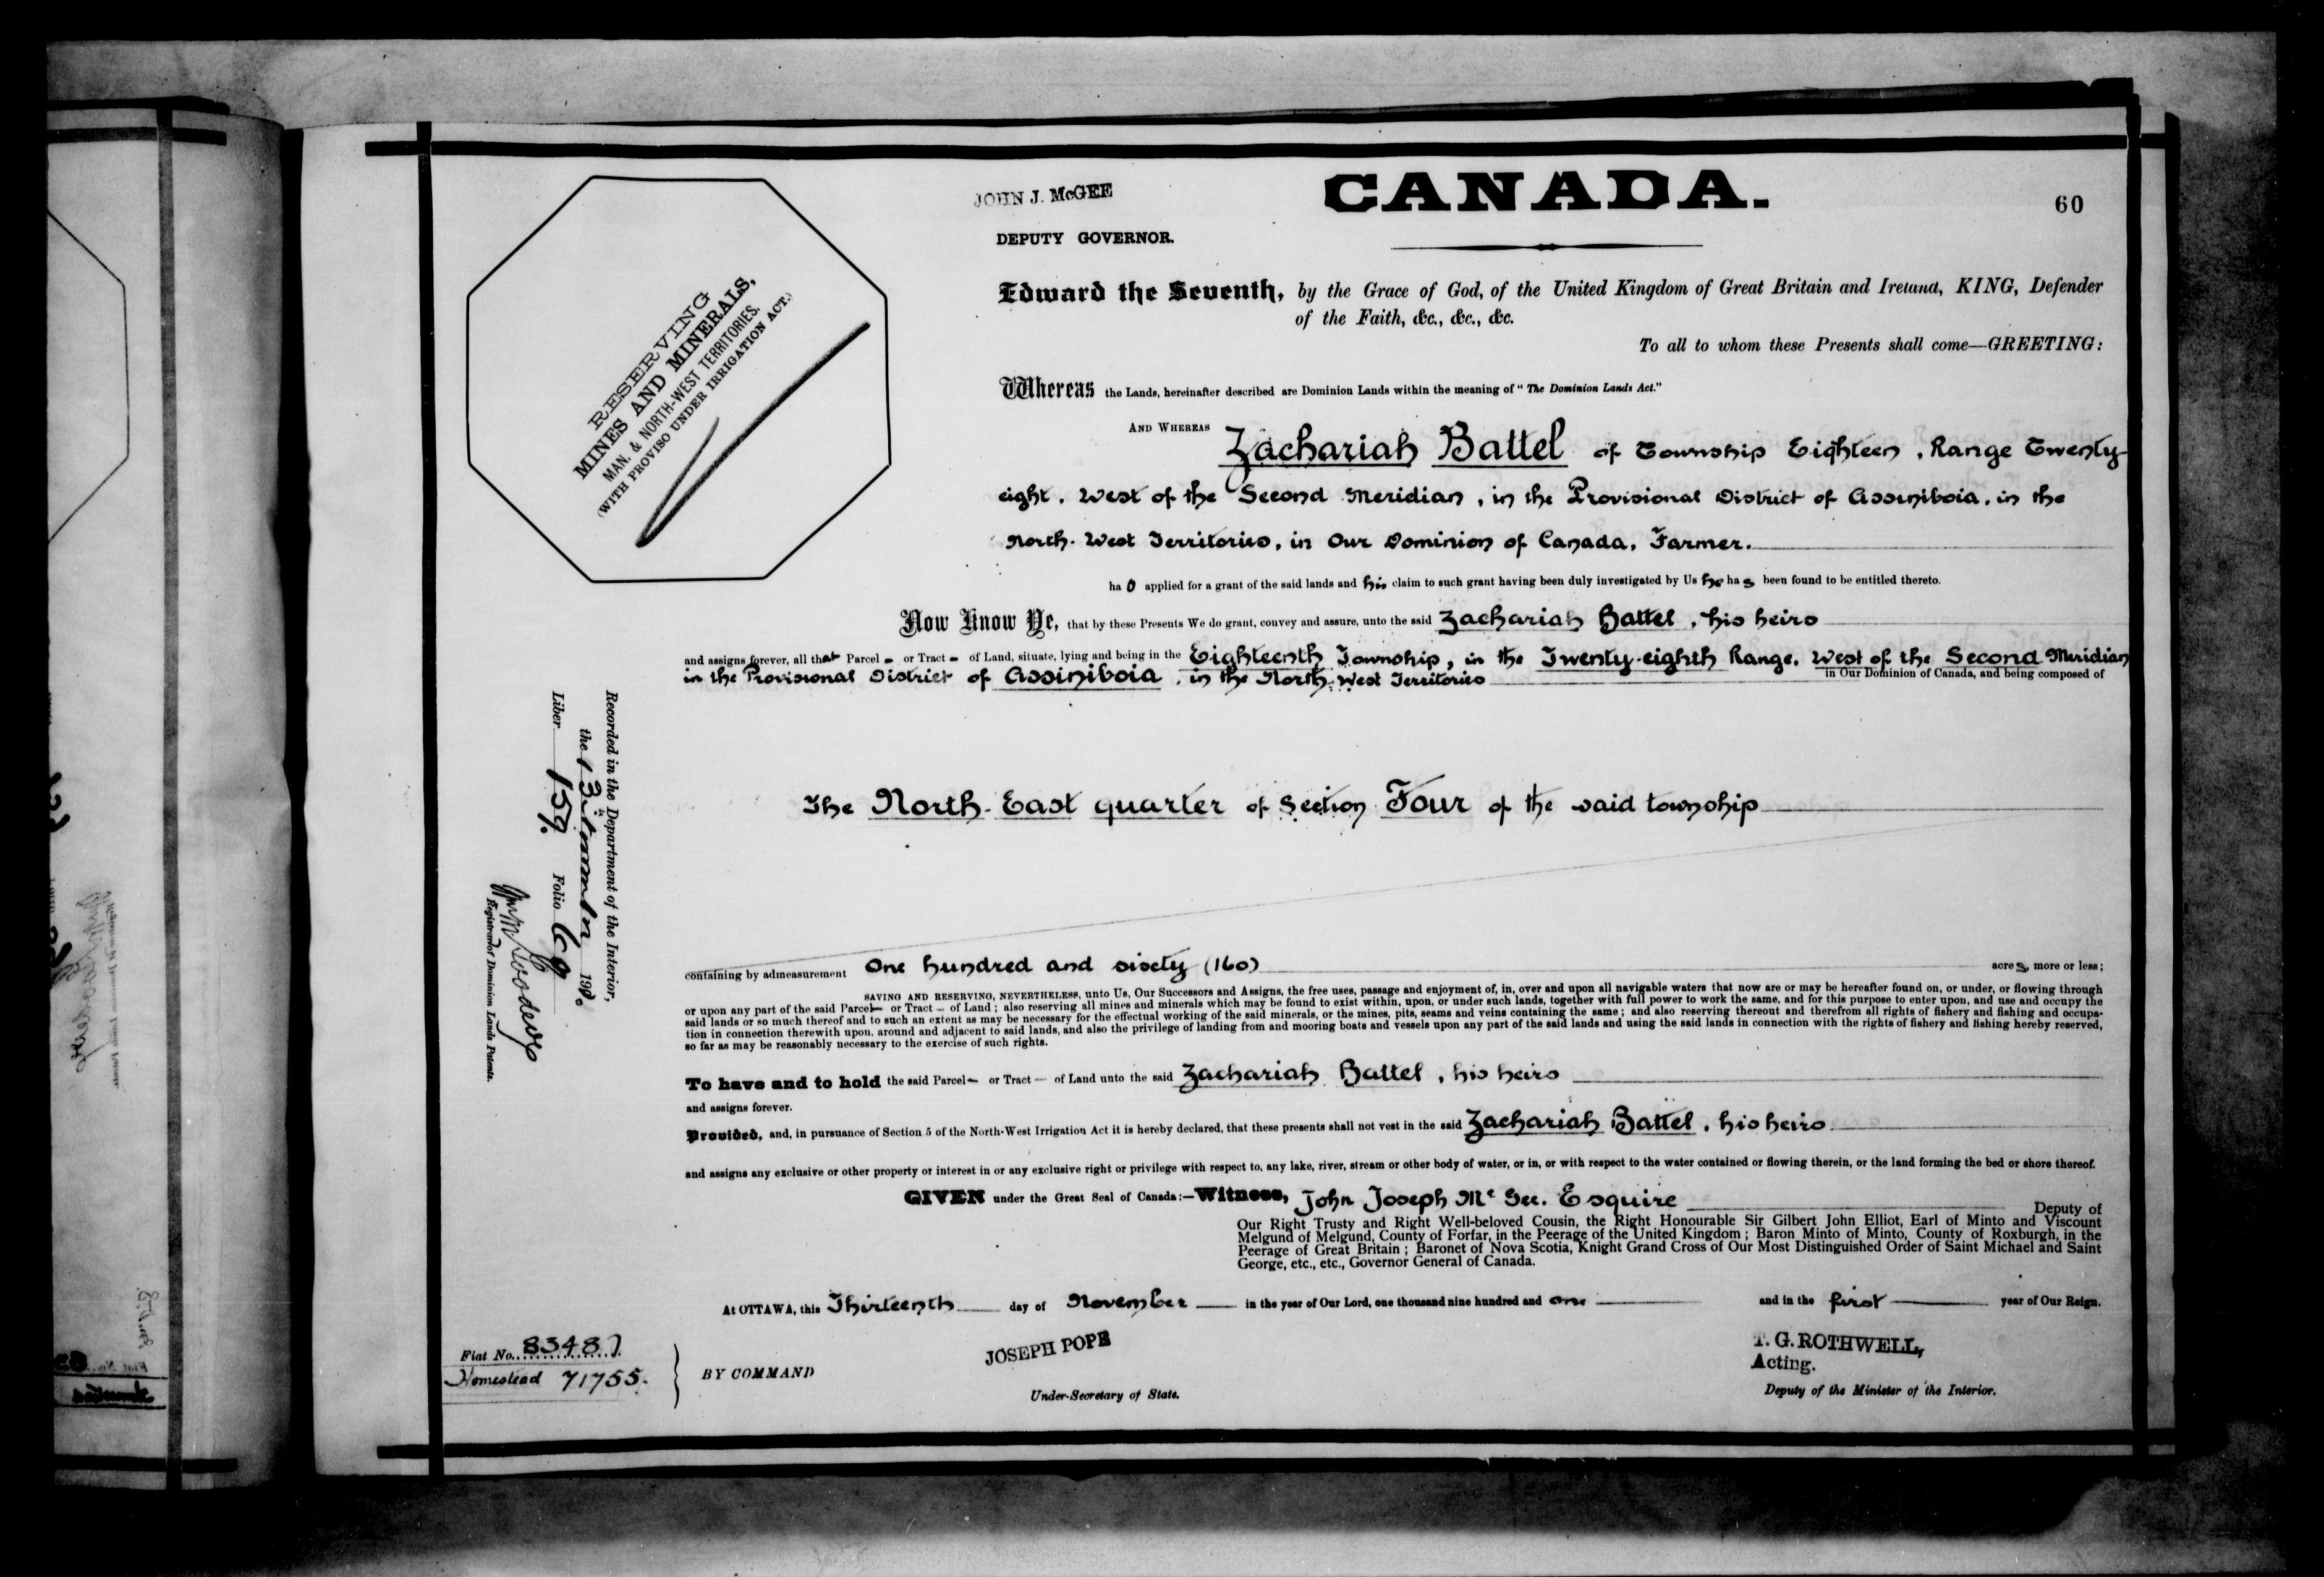 JOHN J. McGEE
DEPUTY GOVERNOR.
CANADA.
60
RESERVING
MINES AND MINERALS,
MAN. & NORTH-WEST TERRITORIES.
(WITH PROVISO UNDER IRRIGATION ACT.)
Edward the Seventh, by the Grace of God, of the United Kingdom of Great Britain and Ireland, KING, Defender
of the Faith, &c., &c., &c.
To all to whom these Presents shall come—GREETING:
Whereas the Lands, hereinafter described are Dominion Lands within the meaning of "The Dominion Lands Act."
AND WHEREAS Zachariah Battel of Township Eighteen, Range Twenty-
eight, West of the Second Meridian, in the Provisional District of Assiniboia, in the
North-West Territories, in Our Dominion of Canada, Farmer.
has applied for a grant of the said lands and his claim to such grant having been duly investigated by Us he has been found to be entitled thereto.
Now Know Ye, that by these Presents We do grant, convey and assure, unto the said Zachariah Battel, his heirs
and assigns forever, all that Parcel - or Tract - of Land, situate, lying and being in the Eighteenth Township, in the Twenty-eighth Range, West of the Second Meridian
in the Provisional District of Assiniboia, in the North-West Territories in Our Dominion of Canada, and being composed of
The North-East quarter of Section Four of the said township
containing by admeasurement One hundred and sixty (160) acres, more or less;
SAVING AND RESERVING, NEVERTHELESS, unto Us, Our Successors and Assigns, the free uses, passage and enjoyment of, in, over and upon all navigable waters that now are or may be hereafter found on, or under, or flowing through
or upon any part of the said Parcel - or Tract - of Land; also reserving all mines and minerals which may be found to exist within, upon, or under such lands, together with full power to work the same, and for this purpose to enter upon, and use and occupy the
said lands or so much thereof and to such an extent as may be necessary for the effectual working of the said minerals, or the mines, pits, seams and veins containing the same; and also reserving thereout and therefrom all rights of fishery and fishing and occupa-
tion in connection therewith upon, around and adjacent to said lands, and also the privilege of landing from and mooring boats and vessels upon any part of the said lands and using the said lands in connection with the rights of fishery and fishing hereby reserved,
so far as may be reasonably necessary to the exercise of such rights.
To have and to hold the said Parcel - or Tract - of Land unto the said Zachariah Battel, his heirs
and assigns forever.
Provided, and, in pursuance of Section 5 of the North-West Irrigation Act it is hereby declared, that these presents shall not vest in the said Zachariah Battel, his heirs
and assigns any exclusive or other property or interest in or any exclusive right or privilege with respect to, any lake, river, stream or other body of water, or in, or with respect to the water contained or flowing therein, or the land forming the bed or shore thereof.
GIVEN under the Great Seal of Canada:—Witness, John Joseph McGee, Esquire Deputy of
Our Right Trusty and Right Well-beloved Cousin, the Right Honourable Sir Gilbert John Elliot, Earl of Minto and Viscount
Melgund of Melgund, County of Forfar, in the Peerage of the United Kingdom; Baron Minto of Minto, County of Roxburgh, in the
Peerage of Great Britain; Baronet of Nova Scotia, Knight Grand Cross of Our Most Distinguished Order of Saint Michael and Saint
George, etc., etc., Governor General of Canada.
At OTTAWA, this Thirteenth day of November in the year of Our Lord, one thousand nine hundred and one and in the first year of Our Reign.
Fiat No. 83487
Homestead 71755.
BY COMMAND
JOSEPH POPE
Under-Secretary of State.
T. G. ROTHWELL,
Acting.
Deputy of the Minister of the Interior.
Recorded in the Department of the Interior,
the 13th 190
Liber 159. Folio 69
Registrar of Dominion Lands Patents.